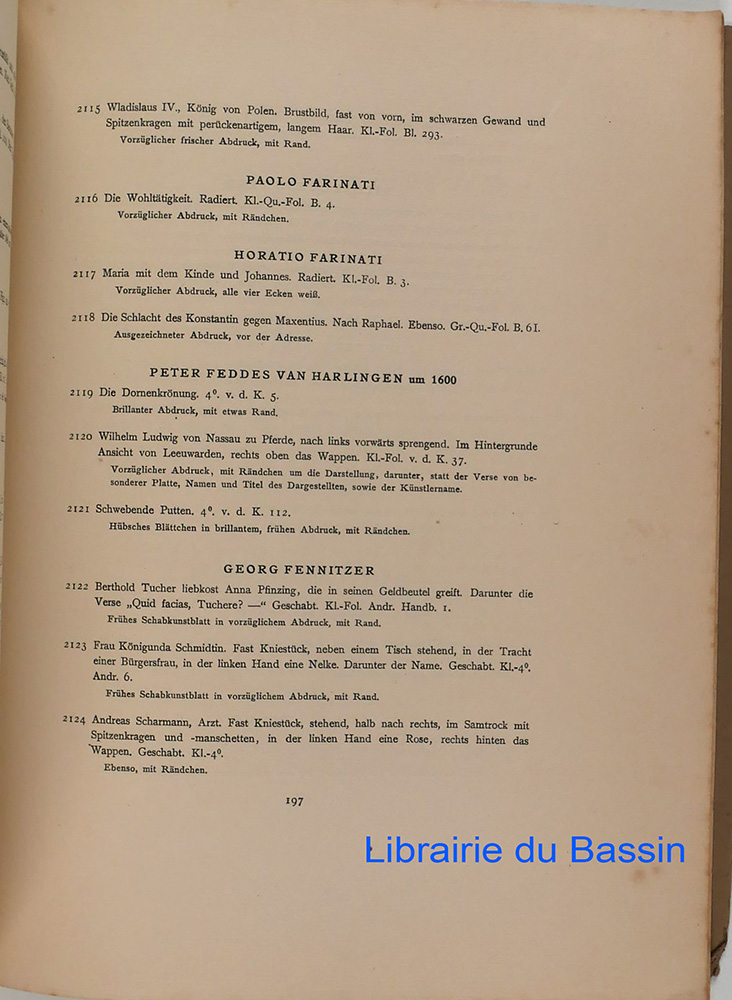 2115 Wladislaus IV., König von Polen. Brustbild, fast von vorn, im schwarzen Gewand und
Spitzenkragen mit perückenartigem, langem Haar. Kl.-Fol. Bl. 293.
Vorzüglicher frischer Abdruck, mit Rand.
PAOLO FARINATI
2116 Die Wohltätigkeit. Radiert. Kl.-Qu.-Fol. B. 4.
Vorzüglicher Abdruck, mit Rändchen.
HORATIO FARINATI
2117 Maria mit dem Kinde und Johannes. Radiert. Kl.-Fol. B. 3.
Vorzüglicher Abdruck, alle vier Ecken weiß.
2118 Die Schlacht des Konstantin gegen Maxentius. Nach Raphael. Ebenso. Gr.-Qu.-Fol. B. 61.
Ausgezeichneter Abdruck, vor der Adresse.
PETER FEDDES VAN HARLINGEN um 1600
2119 Die Dornenkrönung. 4⁰. v. d. K. 5.
Brillanter Abdruck, mit etwas Rand.
2120 Wilhelm Ludwig von Nassau zu Pferde, nach links vorwärts sprengend. Im Hintergrunde
Ansicht von Leeuwarden, rechts oben das Wappen. Kl.-Fol. v. d. K. 37.
Vorzüglicher Abdruck, mit Rändchen um die Darstellung, darunter, statt der Verse von be-
sonderer Platte, Namen und Titel des Dargestellten, sowie der Künstlername.
2121 Schwebende Putten. 4⁰. v. d. K. 112.
Hübsches Blättchen in brillantem, frühen Abdruck, mit Rändchen.
GEORG FENNITZER
2122 Berthold Tucher liebkost Anna Pfinzing, die in seinen Geldbeutel greift. Darunter die
Verse „Quid facias, Tuchere? —“ Geschabt. Kl.-Fol. Andr. Handb. 1.
Frühes Schabkunstblatt in vorzüglichem Abdruck, mit Rand.
2123 Frau Königunda Schmidtin. Fast Kniestück, neben einem Tisch stehend, in der Tracht
einer Bürgersfrau, in der linken Hand eine Nelke. Darunter der Name. Geschabt. Kl.-4⁰.
Andr. 6.
Frühes Schabkunstblatt in vorzüglichem Abdruck, mit Rand.
2124 Andreas Scharmann, Arzt. Fast Kniestück, stehend, halb nach rechts, im Samtrock mit
Spitzenkragen und -manschetten, in der linken Hand eine Rose, rechts hinten das
Wappen. Geschabt. Kl.-4⁰.
Ebenso, mit Rändchen.
197
Librairie du Bassin